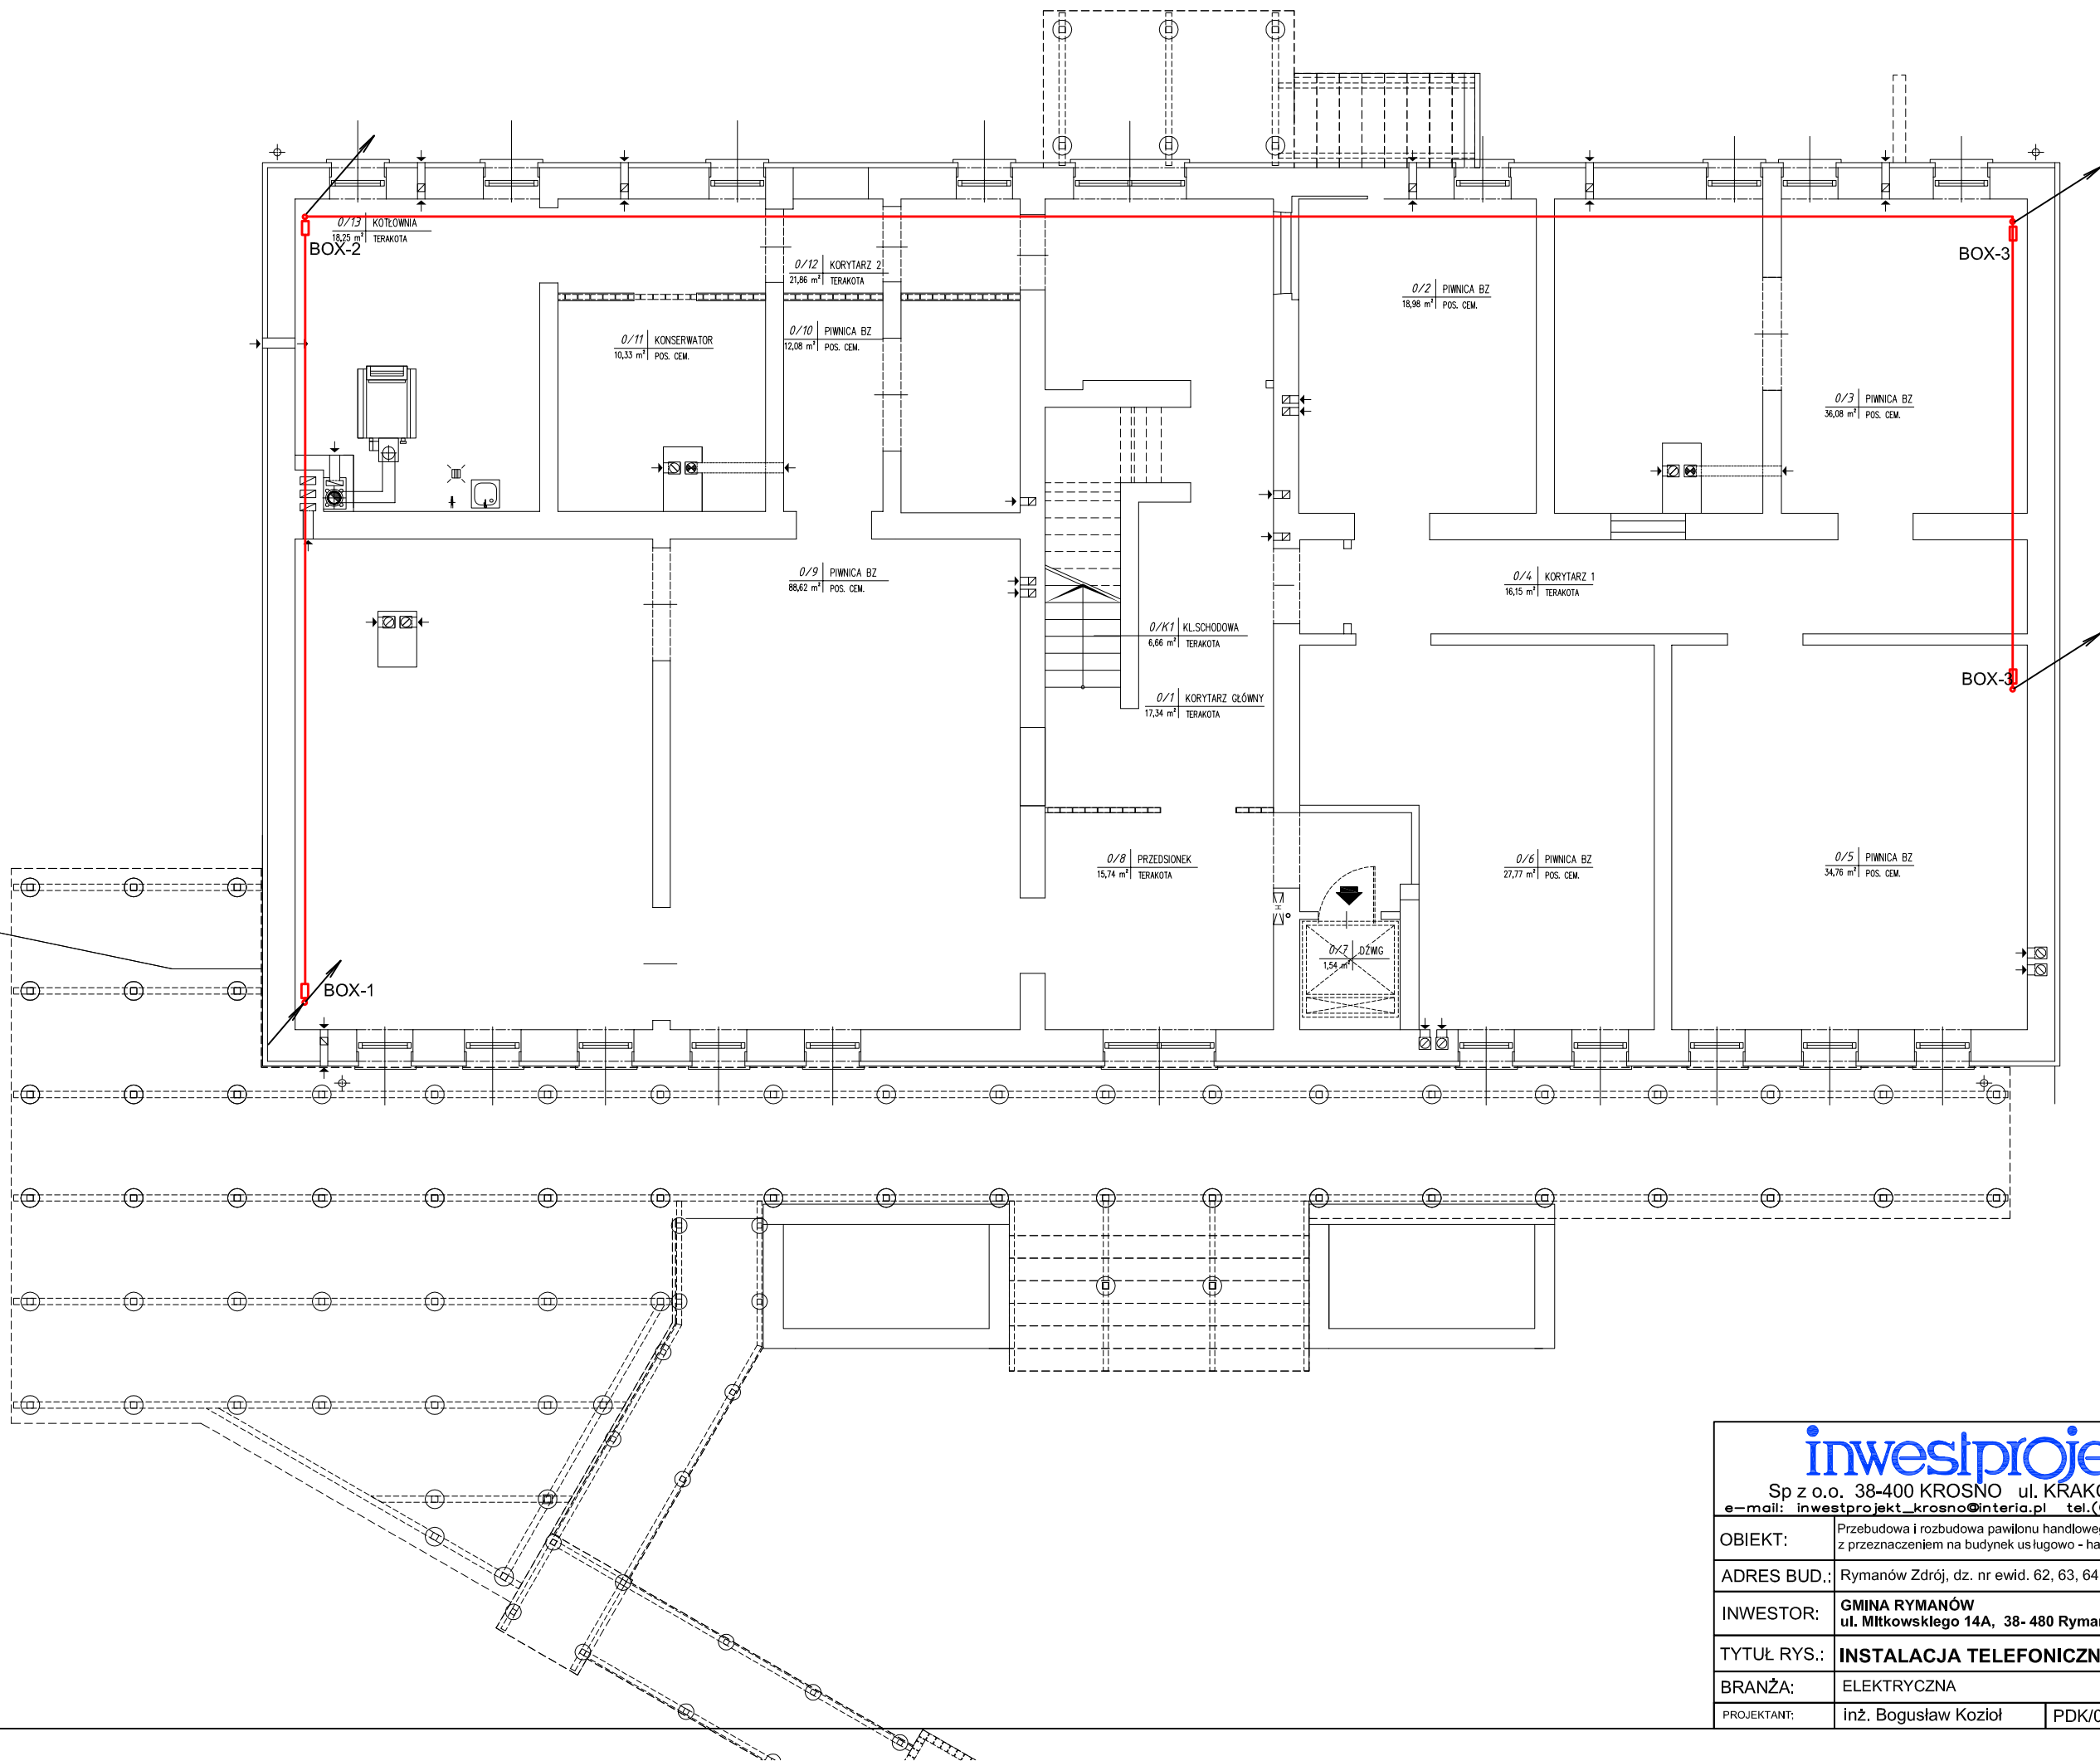 0/13 KOTŁOWNIA
18,25 m² TERAKOTA
BOX-2
0/12 KORYTARZ 2
21,86 m² TERAKOTA
0/11 KONSERWATOR
10,33 m² POS. CEM.
0/10 PIWNICA BZ
12,08 m² POS. CEM.
0/2 PIWNICA BZ
18,98 m² POS. CEM.
BOX-3
0/3 PIWNICA BZ
36,08 m² POS. CEM.
0/9 PIWNICA BZ
88,62 m² POS. CEM.
0/4 KORYTARZ 1
16,15 m² TERAKOTA
0/K1 KL.SCHODOWA
6,66 m² TERAKOTA
0/1 KORYTARZ GŁÓWNY
17,34 m² TERAKOTA
BOX-3
0/8 PRZEDSIONEK
15,74 m² TERAKOTA
0/6 PIWNICA BZ
27,77 m² POS. CEM.
0/5 PIWNICA BZ
34,76 m² POS. CEM.
0/7 DŹWIG
1,54 m²
BOX-1
inwestproje
Sp z o.o. 38-400 KROSNO ul. KRAK
e-mail: inwestprojekt_krosno@interia.pl tel.(
OBIEKT: Przebudowa i rozbudowa pawilonu handloweg
z przeznaczeniem na budynek usługowo - ha
ADRES BUD.: Rymanów Zdrój, dz. nr ewid. 62, 63, 64
INWESTOR: GMINA RYMANÓW
ul. Mitkowskiego 14A, 38- 480 Ryma
TYTUŁ RYS.: INSTALACJA TELEFONICZN
BRANŻA: ELEKTRYCZNA
PROJEKTANT: inż. Bogusław Kozioł PDK/0